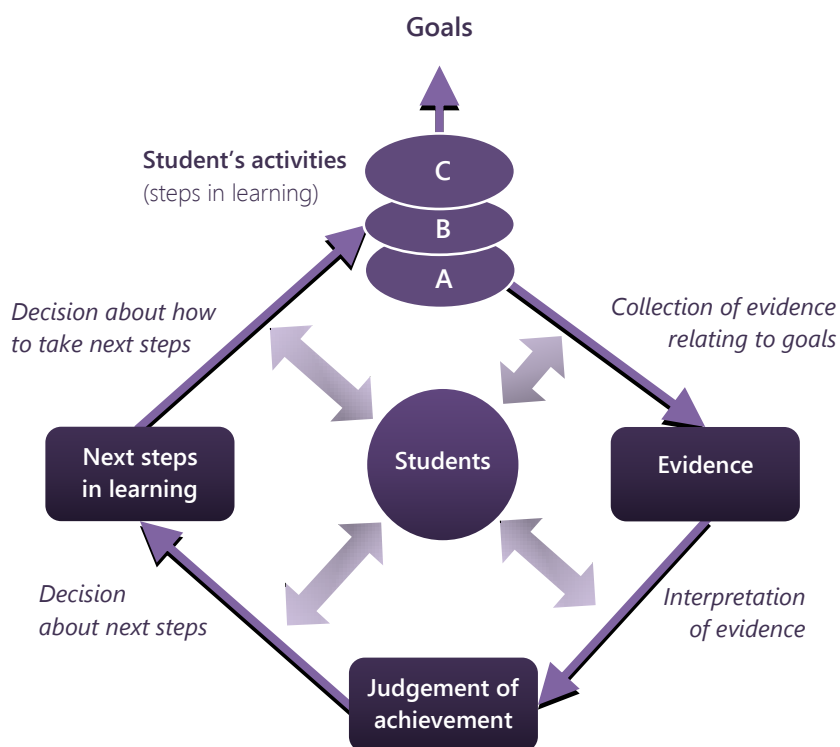 Goals
Student's activities
(steps in learning)
C
B
A
Decision about how
to take next steps
Collection of evidence
relating to goals
Next steps
in learning
Students
Evidence
Decision
about next steps
Interpretation
of evidence
Judgement of
achievement